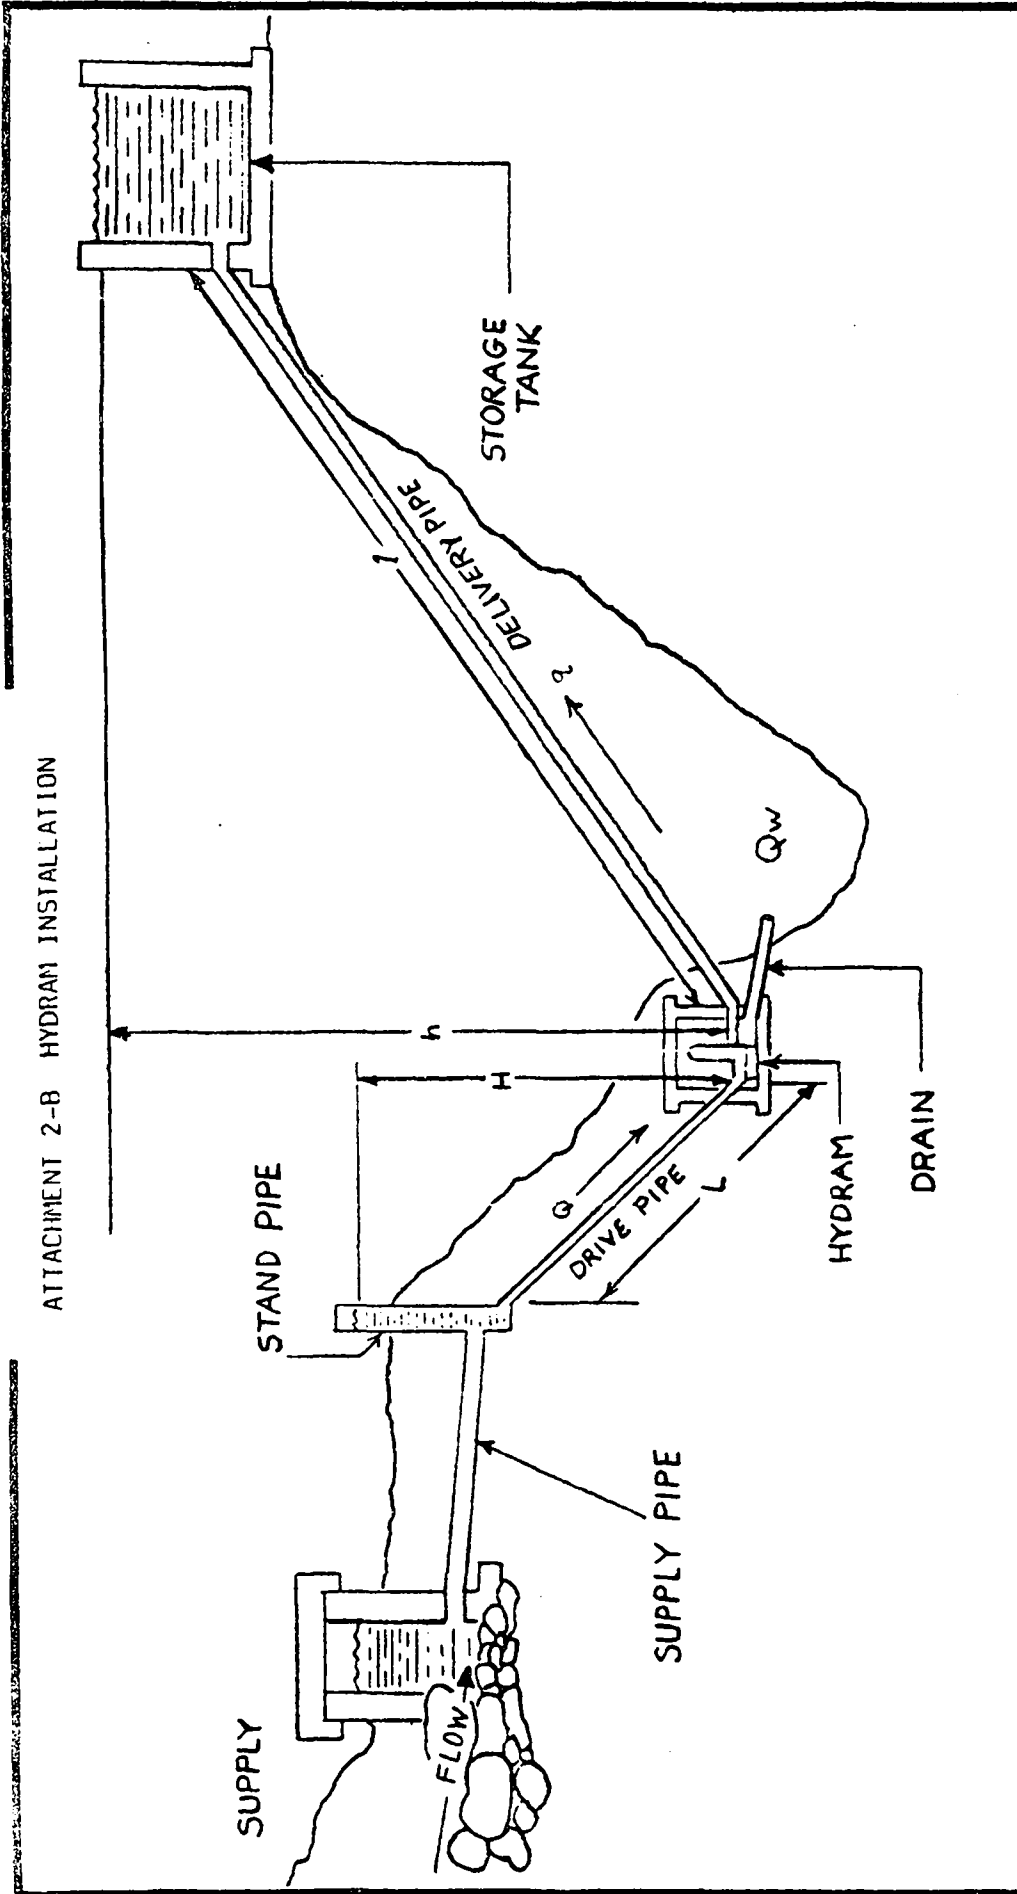 ATTACHMENT 2-B HYDRAM INSTALLATION
SUPPLY
FLOW
SUPPLY PIPE
STAND PIPE
Q
DRIVE PIPE
L
H
h
HYDRAM
DRAIN
Qw
q
DELIVERY PIPE
l
STORAGE
TANK